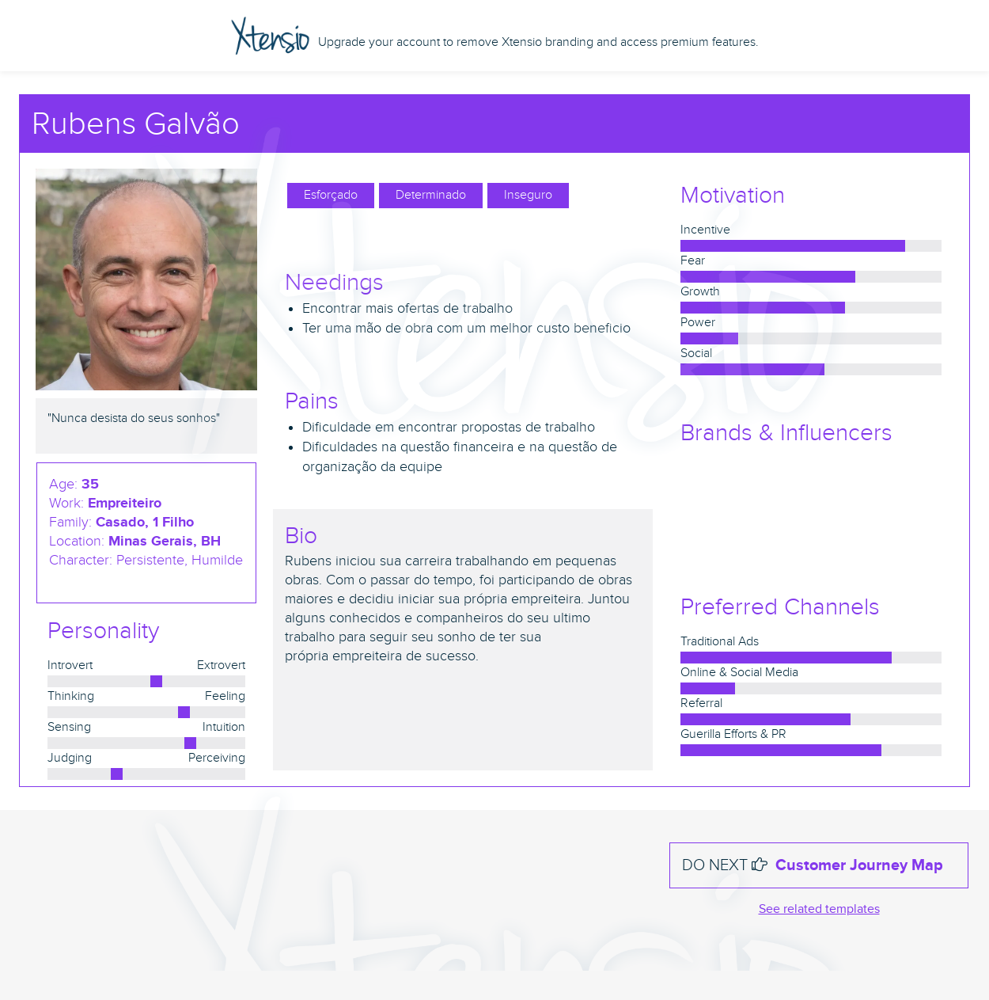 Xtensio Upgrade your account to remove Xtensio branding and access premium features.
Rubens Galvão
"Nunca desista do seus sonhos"
Age: 35
Work: Empreiteiro
Family: Casado, 1 Filho
Location: Minas Gerais, BH
Character: Persistente, Humilde
Personality
Introvert Extrovert
Thinking Feeling
Sensing Intuition
Judging Perceiving
Esforçado Determinado Inseguro
Needings
Encontrar mais ofertas de trabalho
Ter uma mão de obra com um melhor custo beneficio
Pains
Dificuldade em encontrar propostas de trabalho
Dificuldades na questão financeira e na questão de
organização da equipe
Bio
Rubens iniciou sua carreira trabalhando em pequenas
obras. Com o passar do tempo, foi participando de obras
maiores e decidiu iniciar sua própria empreiteira. Juntou
alguns conhecidos e companheiros do seu ultimo
trabalho para seguir seu sonho de ter sua
própria empreiteira de sucesso.
Motivation
Incentive
Fear
Growth
Power
Social
Brands & Influencers
Preferred Channels
Traditional Ads
Online & Social Media
Referral
Guerilla Efforts & PR
Xtensio
DO NEXT Customer Journey Map
See related templates
Xtensio